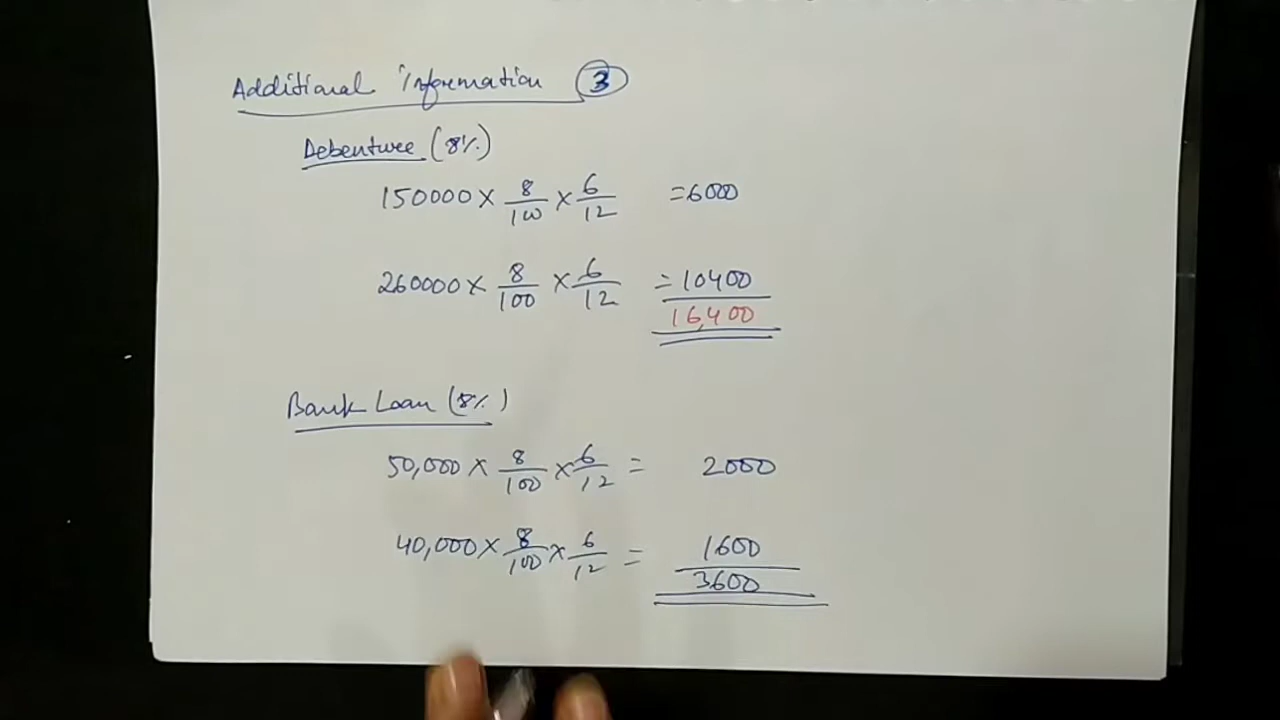 Additional information 3
Debenture (8%)
150000 × 8/100 × 6/12 = 6000
260000 × 8/100 × 6/12 = 10400
16,400
Bank Loan (8%)
50,000 × 8/100 × 6/12 = 2000
40,000 × 8/100 × 6/12 = 1600
3600